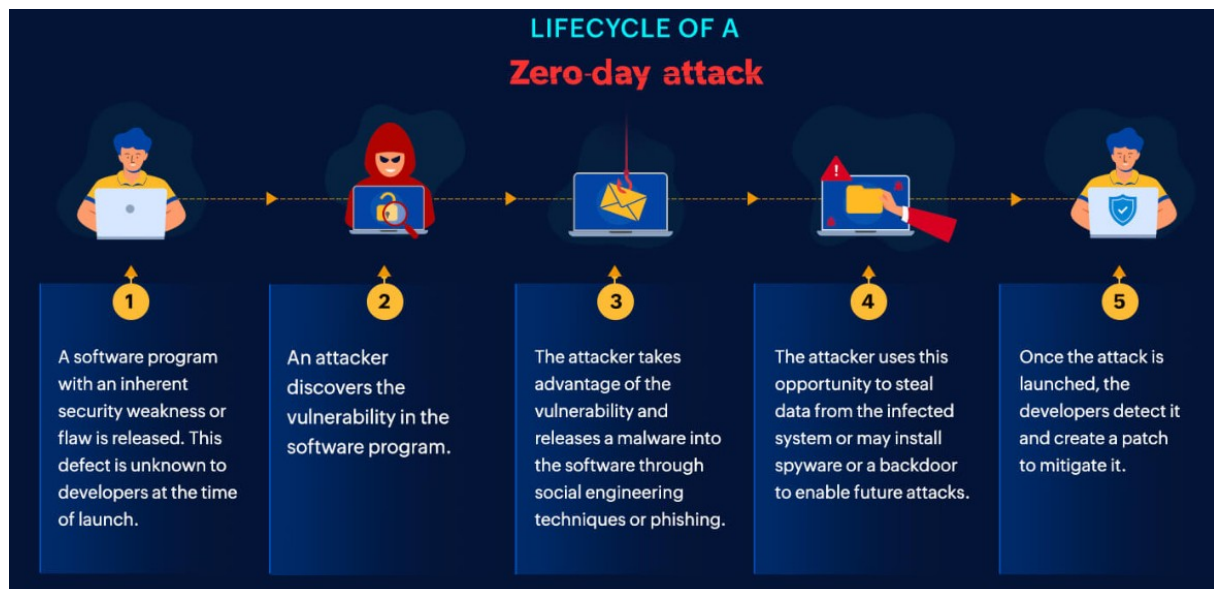 LIFECYCLE OF A
Zero-day attack
!
1
A software program
with an inherent
security weakness or
flaw is released. This
defect is unknown to
developers at the time
of launch.
2
An attacker
discovers the
vulnerability in the
software program.
3
The attacker takes
advantage of the
vulnerability and
releases a malware into
the software through
social engineering
techniques or phishing.
4
The attacker uses this
opportunity to steal
data from the infected
system or may install
spyware or a backdoor
to enable future attacks.
5
Once the attack is
launched, the
developers detect it
and create a patch
to mitigate it.